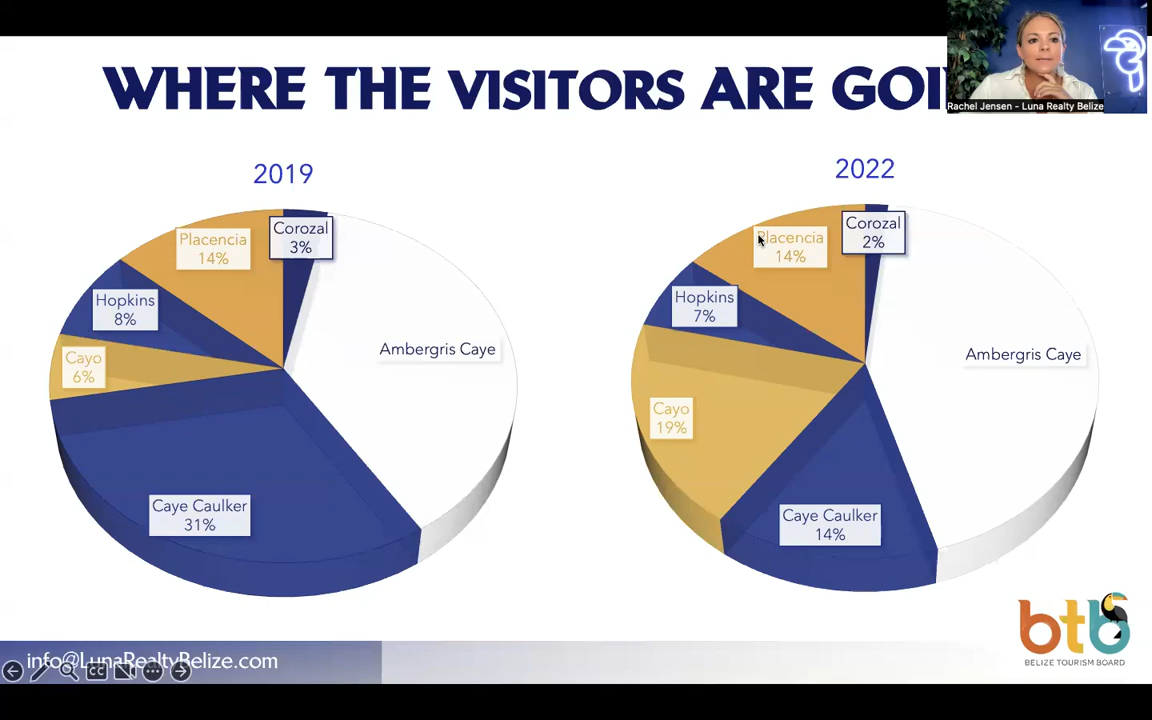 WHERE THE VISITORS ARE
Rachel Jensen - Luna Realty Belize
2019
2022
Corozal
3%
Placencia
14%
Hopkins
8%
Cayo
6%
Ambergris Caye
Caye Caulker
31%
Corozal
2%
Placencia
14%
Hopkins
7%
Cayo
19%
Ambergris Caye
Caye Caulker
14%
info@LunaRealtyBelize.com
CC
btb
BELIZE TOURISM BOARD